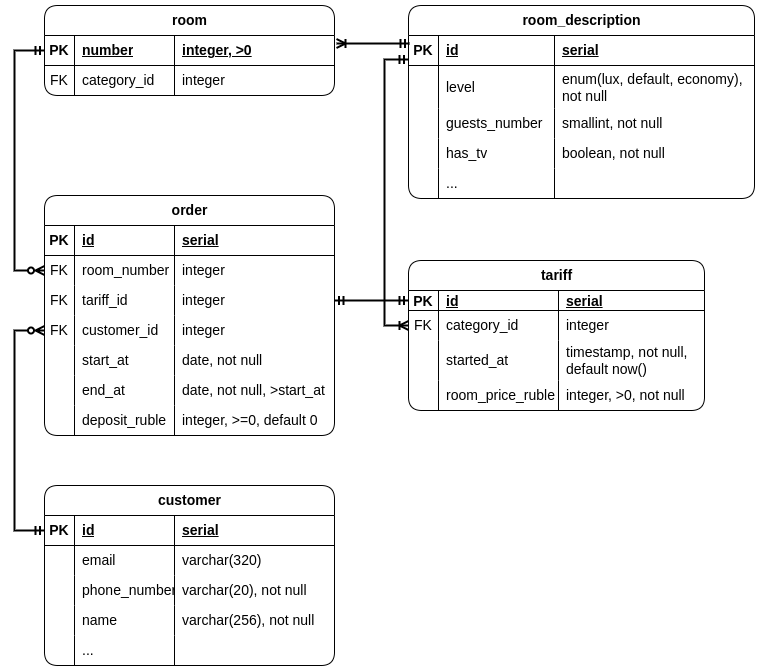 room
PK number integer, >0
FK category_id integer
room_description
PK id serial
level enum(lux, default, economy),
not null
guests_number smallint, not null
has_tv boolean, not null
...
order
PK id serial
FK room_number integer
FK tariff_id integer
FK customer_id integer
start_at date, not null
end_at date, not null, >start_at
deposit_ruble integer, >=0, default 0
tariff
PK id serial
FK category_id integer
started_at timestamp, not null,
default now()
room_price_ruble integer, >0, not null
customer
PK id serial
email varchar(320)
phone_number varchar(20), not null
name varchar(256), not null
...